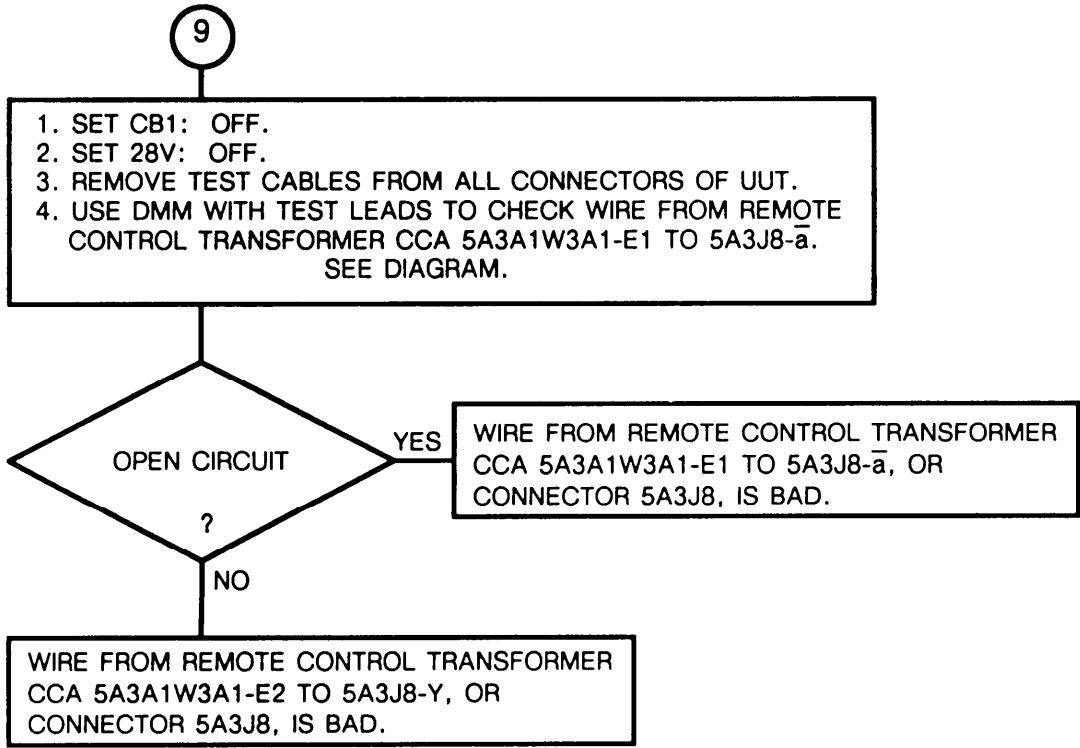 9
1. SET CB1: OFF.
2. SET 28V: OFF.
3. REMOVE TEST CABLES FROM ALL CONNECTORS OF UUT.
4. USE DMM WITH TEST LEADS TO CHECK WIRE FROM REMOTE
CONTROL TRANSFORMER CCA 5A3A1W3A1-E1 TO 5A3J8-a̅.
SEE DIAGRAM.
OPEN CIRCUIT
?
YES
WIRE FROM REMOTE CONTROL TRANSFORMER
CCA 5A3A1W3A1-E1 TO 5A3J8-a̅, OR
CONNECTOR 5A3J8, IS BAD.
NO
WIRE FROM REMOTE CONTROL TRANSFORMER
CCA 5A3A1W3A1-E2 TO 5A3J8-Y, OR
CONNECTOR 5A3J8, IS BAD.